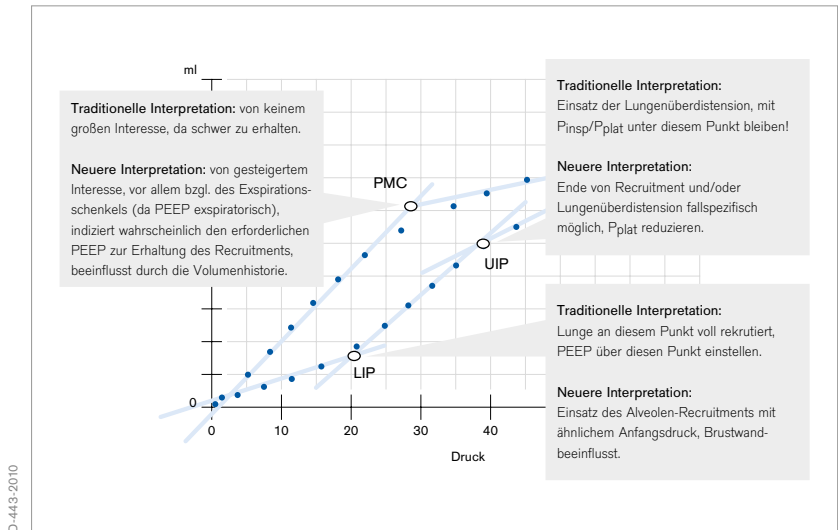 ml
Traditionelle Interpretation: von keinem
großen Interesse, da schwer zu erhalten.
Neuere Interpretation: von gesteigertem
Interesse, vor allem bzgl. des Exspirations-
schenkels (da PEEP exspiratorisch),
indiziert wahrscheinlich den erforderlichen
PEEP zur Erhaltung des Recruitments,
beeinflusst durch die Volumenhistorie.
Traditionelle Interpretation:
Einsatz der Lungenüberdistension, mit
Pinsp/Pplat unter diesem Punkt bleiben!
Neuere Interpretation:
Ende von Recruitment und/oder
Lungenüberdistension fallspezifisch
möglich, Pplat reduzieren.
PMC
UIP
LIP
Traditionelle Interpretation:
Lunge an diesem Punkt voll rekrutiert,
PEEP über diesen Punkt einstellen.
Neuere Interpretation:
Einsatz des Alveolen-Recruitments mit
ähnlichem Anfangsdruck, Brustwand-
beeinflusst.
0
0 10 20 30 40
Druck
D-443-2010